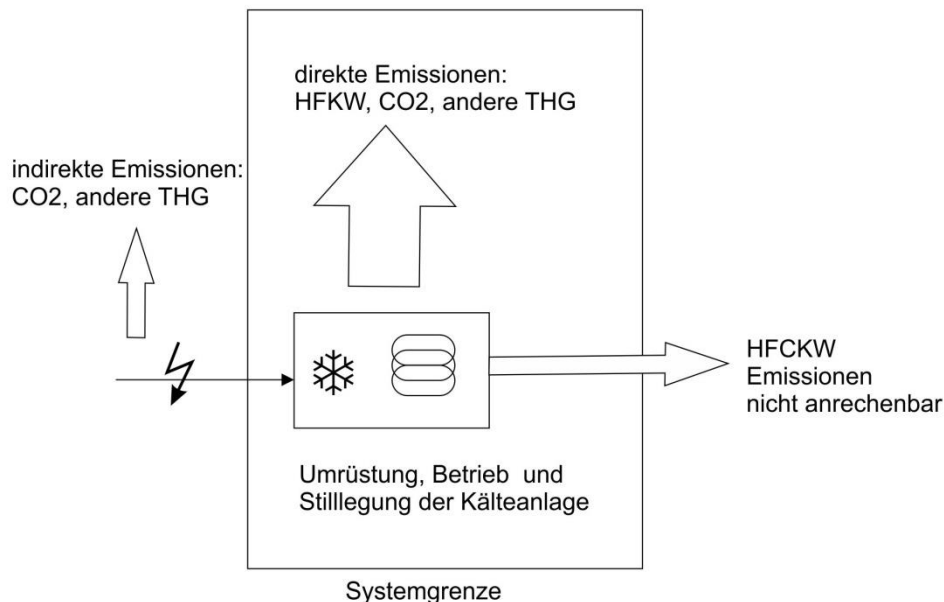 direkte Emissionen:
HFKW, CO2, andere THG
indirekte Emissionen:
CO2, andere THG
HFCKW
Emissionen
nicht anrechenbar
Umrüstung, Betrieb und
Stilllegung der Kälteanlage
Systemgrenze